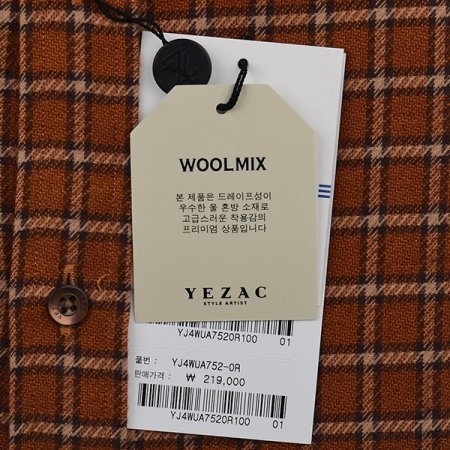 WOOLMIX
본 제품은 드레이프성이
우수한 울 혼방 소재로
고급스러운 착용감의
프리미엄 상품입니다
YEZAC
STYLE ARTIST
YJ4WUA7520R100 01
품번: YJ4WUA752-0R
판매가격: ₩ 219,000
YJ4WUA7520R100 01